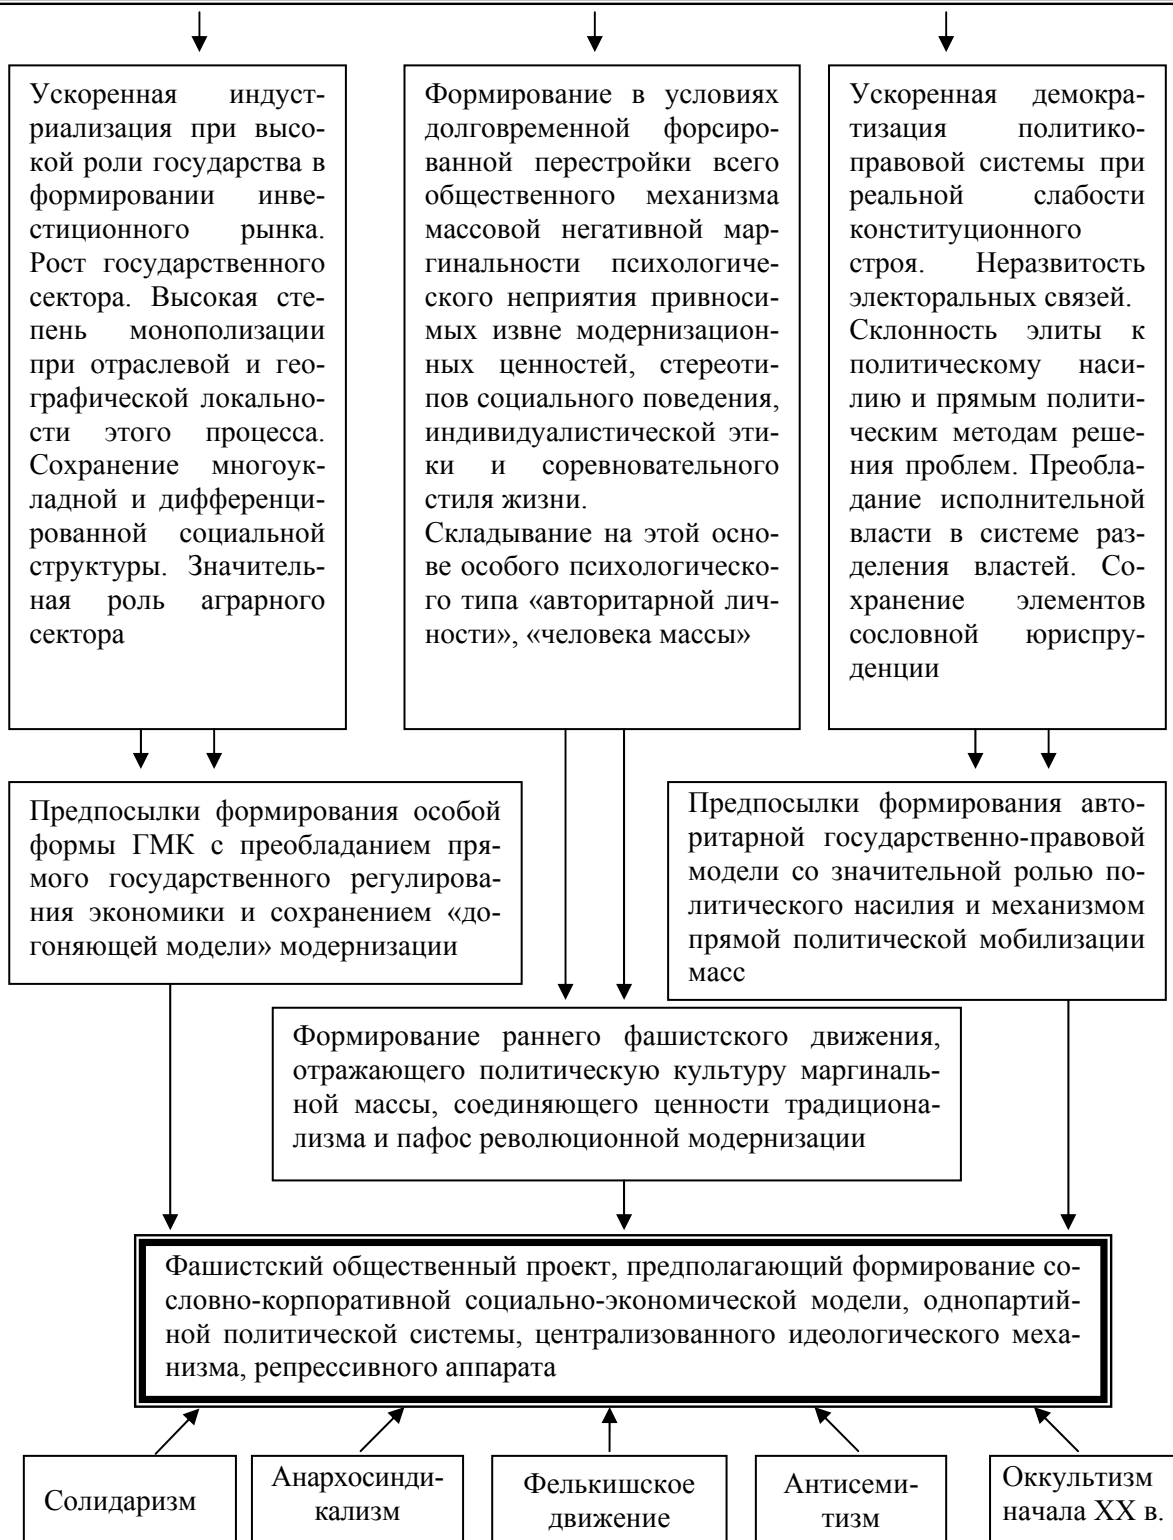 Ускоренная индуст-
риализация при высо-
кой роли государства в
формировании инве-
стиционного рынка.
Рост государственного
сектора. Высокая сте-
пень монополизации
при отраслевой и гео-
графической локально-
сти этого процесса.
Сохранение многоук-
ладной и дифференци-
рованной социальной
структуры. Значитель-
ная роль аграрного
сектора
Формирование в условиях
долговременной форсиро-
ванной перестройки всего
общественного механизма
массовой негативной мар-
гинальности психологиче-
ского неприятия привноси-
мых извне модернизацион-
ных ценностей, стереоти-
пов социального поведения,
индивидуалистической эти-
ки и соревновательного
стиля жизни.
Складывание на этой осно-
ве особого психологическо-
го типа «авторитарной лич-
ности», «человека массы»
Ускоренная демокра-
тизация политико-
правовой системы при
реальной слабости
конституционного
строя. Неразвитость
электоральных связей.
Склонность элиты к
политическому наси-
лию и прямым полити-
ческим методам реше-
ния проблем. Преобла-
дание исполнительной
власти в системе раз-
деления властей. Со-
хранение элементов
сословной юриспру-
денции
Предпосылки формирования особой
формы ГМК с преобладанием пря-
мого государственного регулирова-
ния экономики и сохранением «до-
гоняющей модели» модернизации
Предпосылки формирования авто-
ритарной государственно-правовой
модели со значительной ролью по-
литического насилия и механизмом
прямой политической мобилизации
масс
Формирование раннего фашистского движения,
отражающего политическую культуру маргиналь-
ной массы, соединяющего ценности традициона-
лизма и пафос революционной модернизации
Фашистский общественный проект, предполагающий формирование со-
словно-корпоративной социально-экономической модели, однопартий-
ной политической системы, централизованного идеологического меха-
низма, репрессивного аппарата
Солидаризм
Анархосинди-
кализм
Фелькишское
движение
Антисеми-
тизм
Оккультизм
начала XX в.